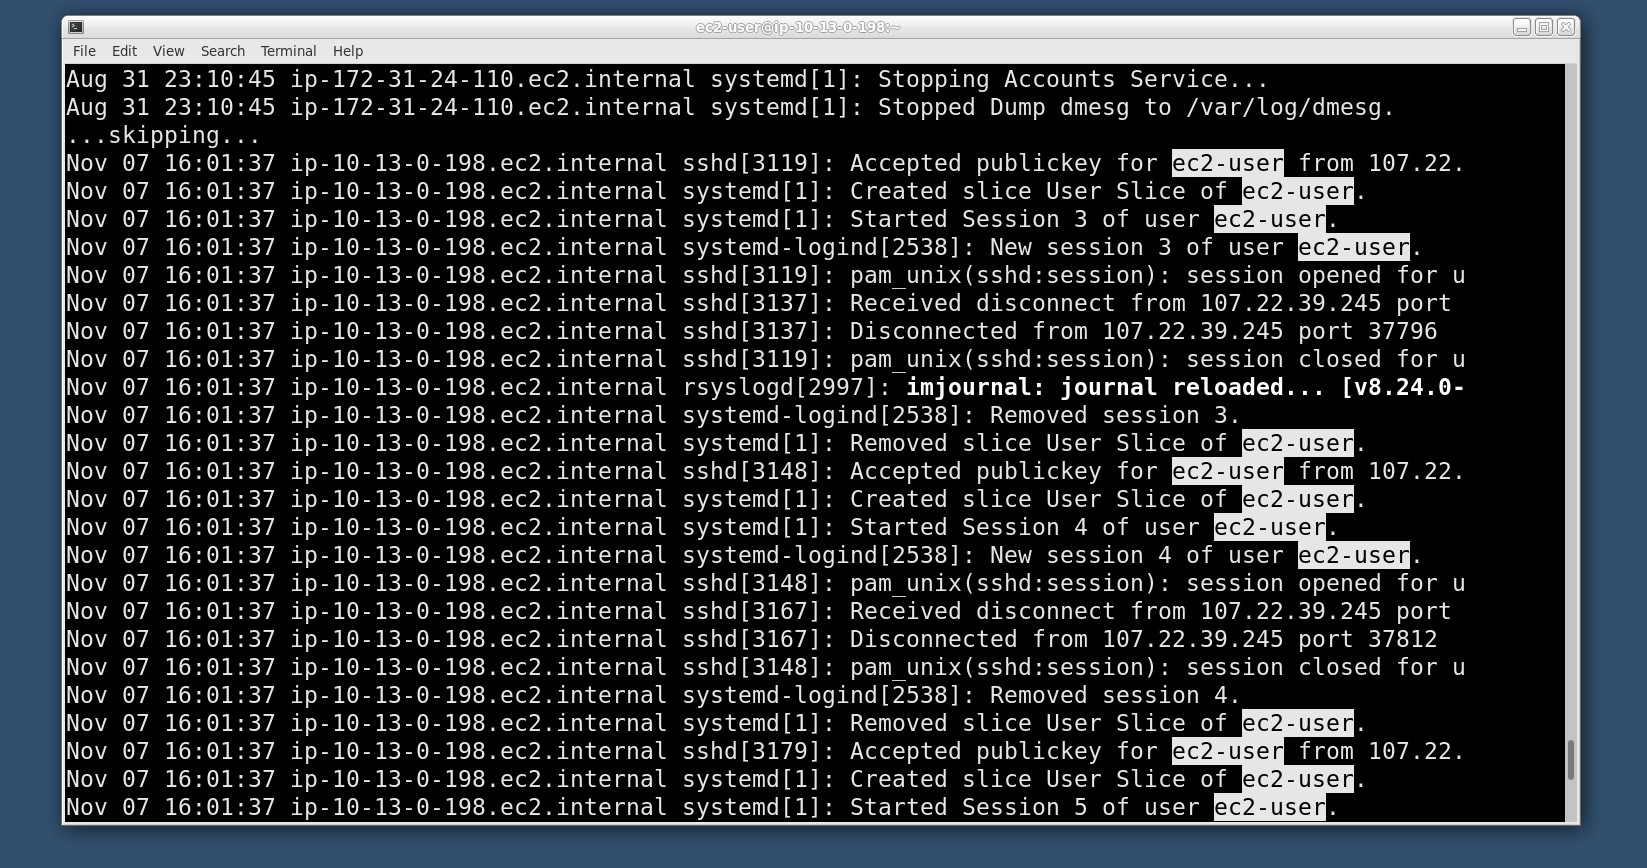 ec2-user@ip-10-13-0-198:~
File Edit View Search Terminal Help
Aug 31 23:10:45 ip-172-31-24-110.ec2.internal systemd[1]: Stopping Accounts Service...
Aug 31 23:10:45 ip-172-31-24-110.ec2.internal systemd[1]: Stopped Dump dmesg to /var/log/dmesg.
...skipping...
Nov 07 16:01:37 ip-10-13-0-198.ec2.internal sshd[3119]: Accepted publickey for ec2-user from 107.22.
Nov 07 16:01:37 ip-10-13-0-198.ec2.internal systemd[1]: Created slice User Slice of ec2-user.
Nov 07 16:01:37 ip-10-13-0-198.ec2.internal systemd[1]: Started Session 3 of user ec2-user.
Nov 07 16:01:37 ip-10-13-0-198.ec2.internal systemd-logind[2538]: New session 3 of user ec2-user.
Nov 07 16:01:37 ip-10-13-0-198.ec2.internal sshd[3119]: pam_unix(sshd:session): session opened for u
Nov 07 16:01:37 ip-10-13-0-198.ec2.internal sshd[3137]: Received disconnect from 107.22.39.245 port
Nov 07 16:01:37 ip-10-13-0-198.ec2.internal sshd[3137]: Disconnected from 107.22.39.245 port 37796
Nov 07 16:01:37 ip-10-13-0-198.ec2.internal sshd[3119]: pam_unix(sshd:session): session closed for u
Nov 07 16:01:37 ip-10-13-0-198.ec2.internal rsyslogd[2997]: imjournal: journal reloaded... [v8.24.0-
Nov 07 16:01:37 ip-10-13-0-198.ec2.internal systemd-logind[2538]: Removed session 3.
Nov 07 16:01:37 ip-10-13-0-198.ec2.internal systemd[1]: Removed slice User Slice of ec2-user.
Nov 07 16:01:37 ip-10-13-0-198.ec2.internal sshd[3148]: Accepted publickey for ec2-user from 107.22.
Nov 07 16:01:37 ip-10-13-0-198.ec2.internal systemd[1]: Created slice User Slice of ec2-user.
Nov 07 16:01:37 ip-10-13-0-198.ec2.internal systemd[1]: Started Session 4 of user ec2-user.
Nov 07 16:01:37 ip-10-13-0-198.ec2.internal systemd-logind[2538]: New session 4 of user ec2-user.
Nov 07 16:01:37 ip-10-13-0-198.ec2.internal sshd[3148]: pam_unix(sshd:session): session opened for u
Nov 07 16:01:37 ip-10-13-0-198.ec2.internal sshd[3167]: Received disconnect from 107.22.39.245 port
Nov 07 16:01:37 ip-10-13-0-198.ec2.internal sshd[3167]: Disconnected from 107.22.39.245 port 37812
Nov 07 16:01:37 ip-10-13-0-198.ec2.internal sshd[3148]: pam_unix(sshd:session): session closed for u
Nov 07 16:01:37 ip-10-13-0-198.ec2.internal systemd-logind[2538]: Removed session 4.
Nov 07 16:01:37 ip-10-13-0-198.ec2.internal systemd[1]: Removed slice User Slice of ec2-user.
Nov 07 16:01:37 ip-10-13-0-198.ec2.internal sshd[3179]: Accepted publickey for ec2-user from 107.22.
Nov 07 16:01:37 ip-10-13-0-198.ec2.internal systemd[1]: Created slice User Slice of ec2-user.
Nov 07 16:01:37 ip-10-13-0-198.ec2.internal systemd[1]: Started Session 5 of user ec2-user.